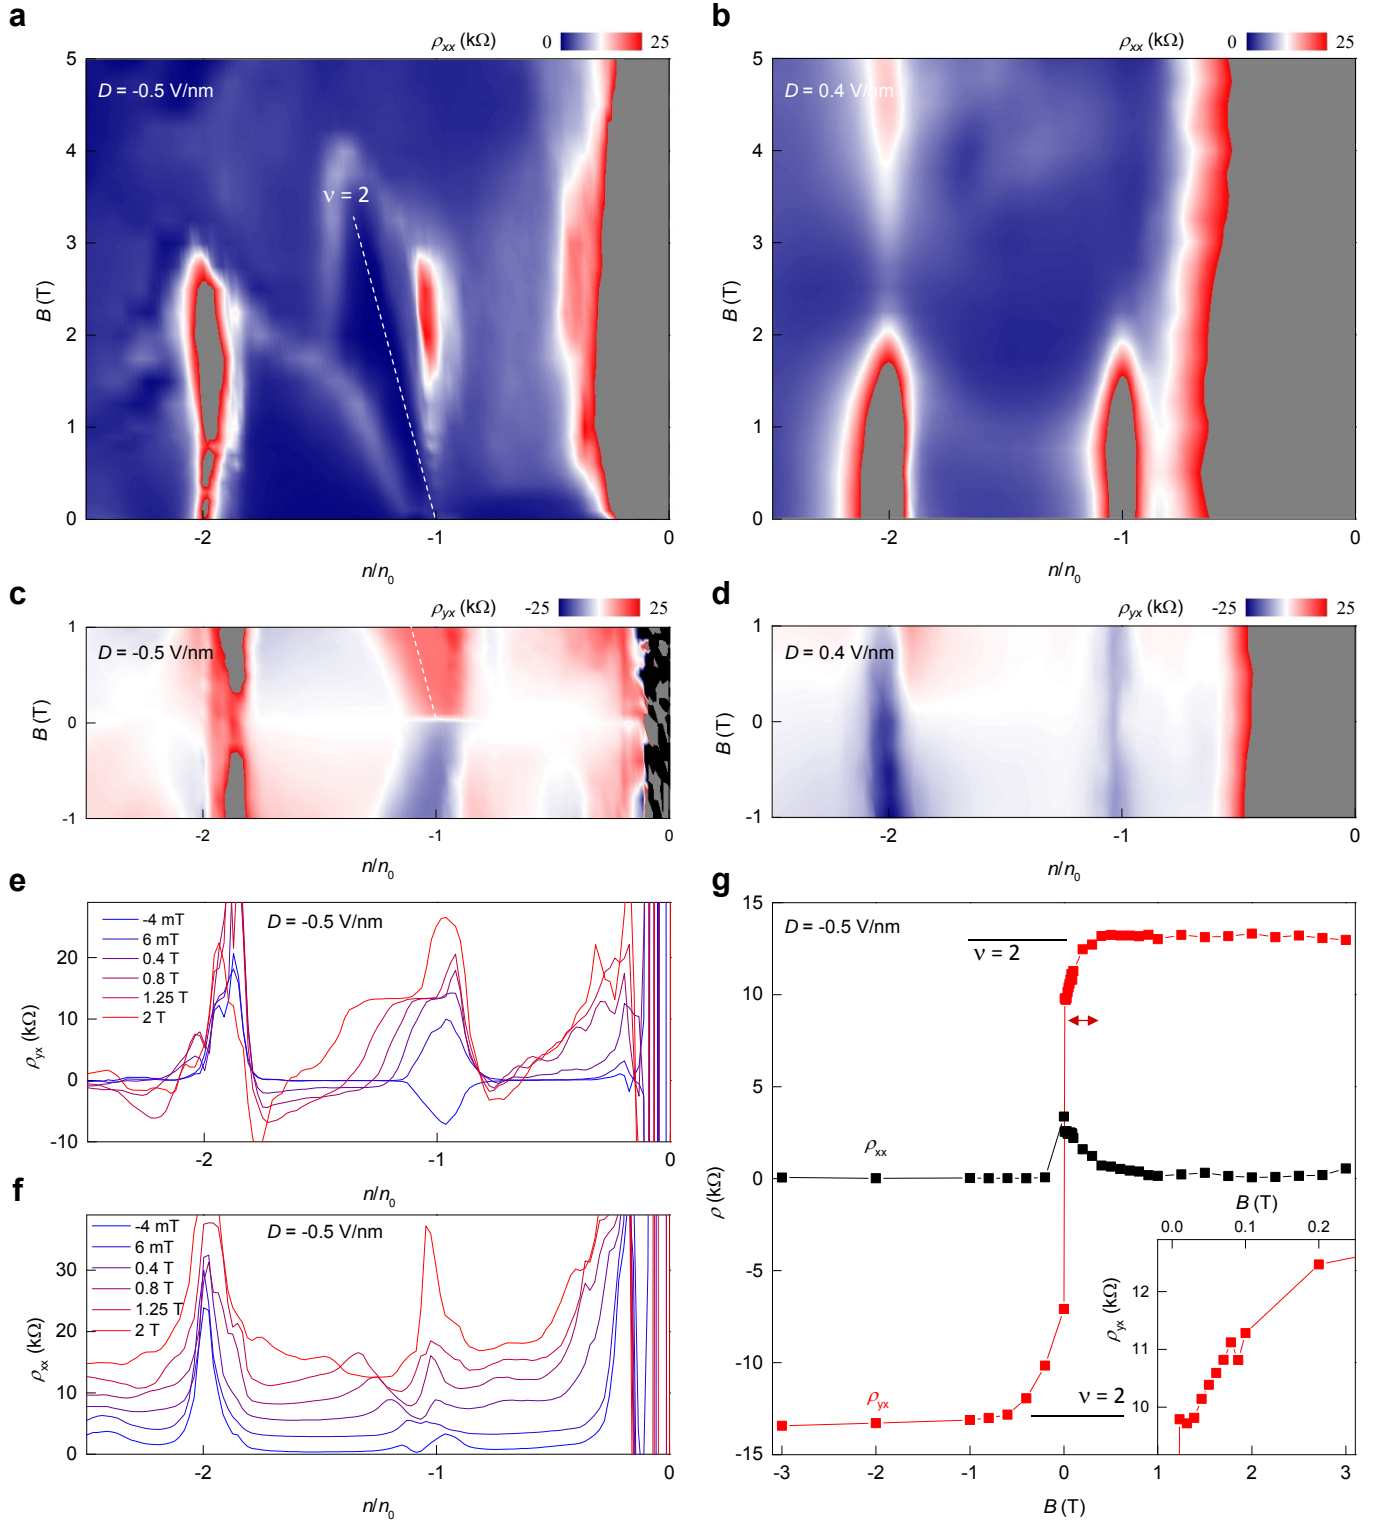 a
ρxx (kΩ) 0 25
D = -0.5 V/nm
ν = 2
5
4
3
2
1
0
B (T)
-2 -1 0
n/n0
b
ρxx (kΩ) 0 25
D = 0.4 V/nm
5
4
3
2
1
0
B (T)
-2 -1 0
n/n0
c
ρyx (kΩ) -25 25
D = -0.5 V/nm
1
0
-1
B (T)
-2 -1 0
n/n0
d
ρyx (kΩ) -25 25
D = 0.4 V/nm
1
0
-1
B (T)
-2 -1 0
n/n0
e
D = -0.5 V/nm
-4 mT
6 mT
0.4 T
0.8 T
1.25 T
2 T
20
10
0
-10
ρyx (kΩ)
-2 -1 0
n/n0
f
D = -0.5 V/nm
-4 mT
6 mT
0.4 T
0.8 T
1.25 T
2 T
30
20
10
0
ρxx (kΩ)
-2 -1 0
n/n0
g
D = -0.5 V/nm
15
10
5
0
-5
-10
-15
ρ (kΩ)
ν = 2
ρxx
ρyx
ν = 2
B (T)
0.0 0.1 0.2
12
11
10
ρyx (kΩ)
-3 -2 -1 0 1 2 3
B (T)